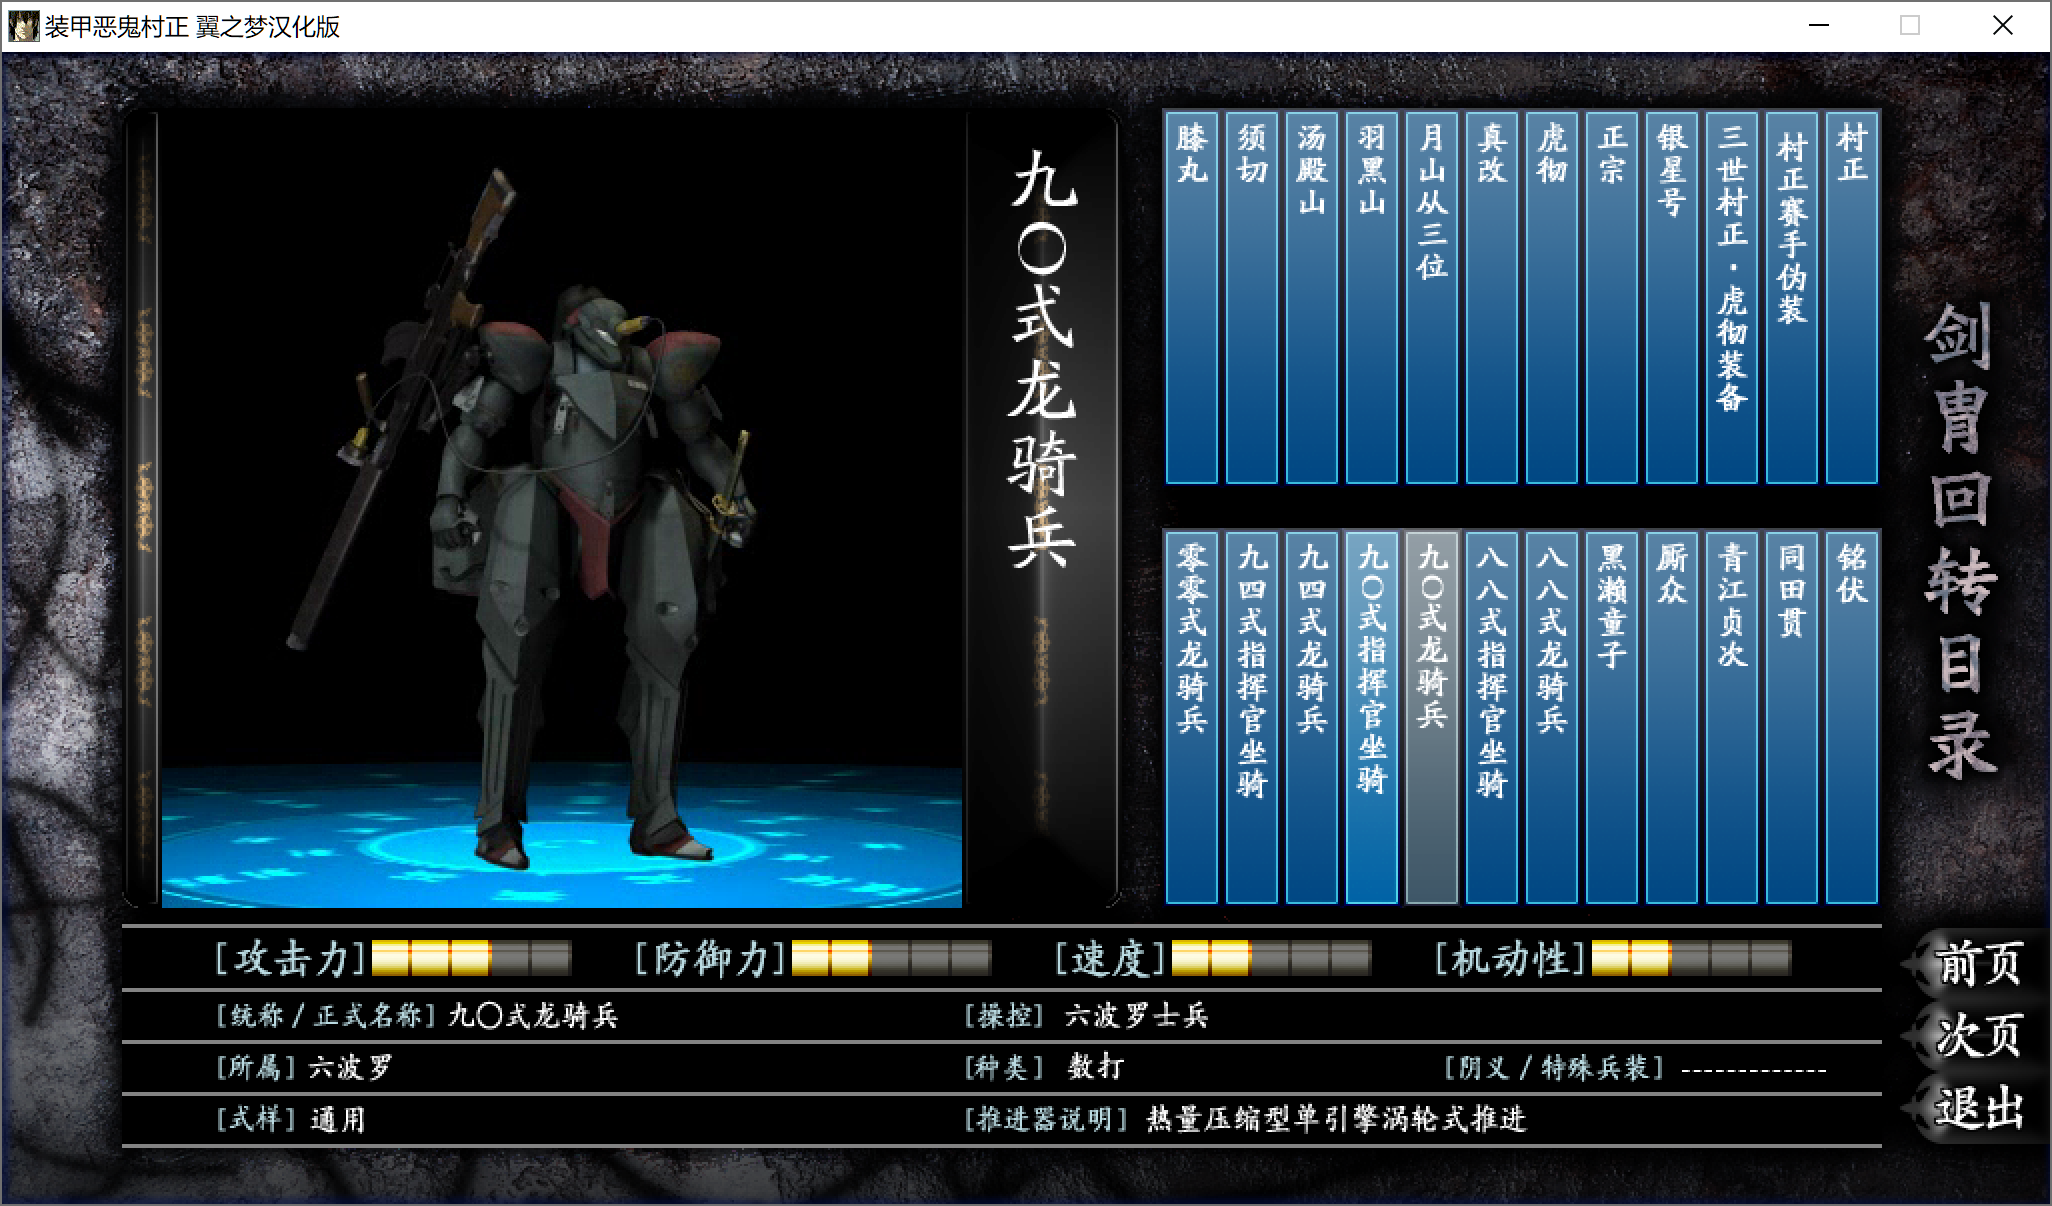 装甲恶鬼村正 翼之梦汉化版
九〇式龙骑兵
村正
村正赛手伪装
三世村正·虎彻装备
银星号
正宗
虎彻
真改
月山从三位
羽黑山
汤殿山
须切
膝丸
铭伏
同田贯
青江贞次
厮众
黑濑童子
八八式龙骑兵
八八式指挥官坐骑
九〇式龙骑兵
九〇式指挥官坐骑
九四式龙骑兵
九四式指挥官坐骑
零零式龙骑兵
剑胄回转目录
[攻击力] [防御力] [速度] [机动性]
[统称/正式名称] 九〇式龙骑兵 [操控] 六波罗士兵
[所属] 六波罗 [种类] 数打 [阴义/特殊兵装] -------------
[式样] 通用 [推进器说明] 热量压缩型单引擎涡轮式推进
前页
次页
退出